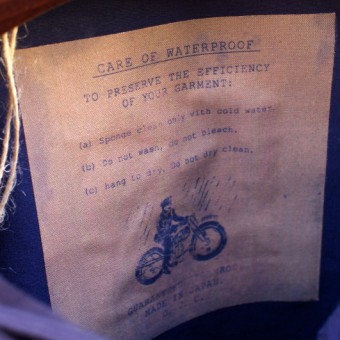 CARE OF WATERPROOF
TO PRESERVE THE EFFICIENCY
OF YOUR GARMENT:
(a) Sponge clean only with cold water.
(b) Do not wash, do not bleach.
(c) hang to dry. Do not dry clean.
MADE IN JAPAN.